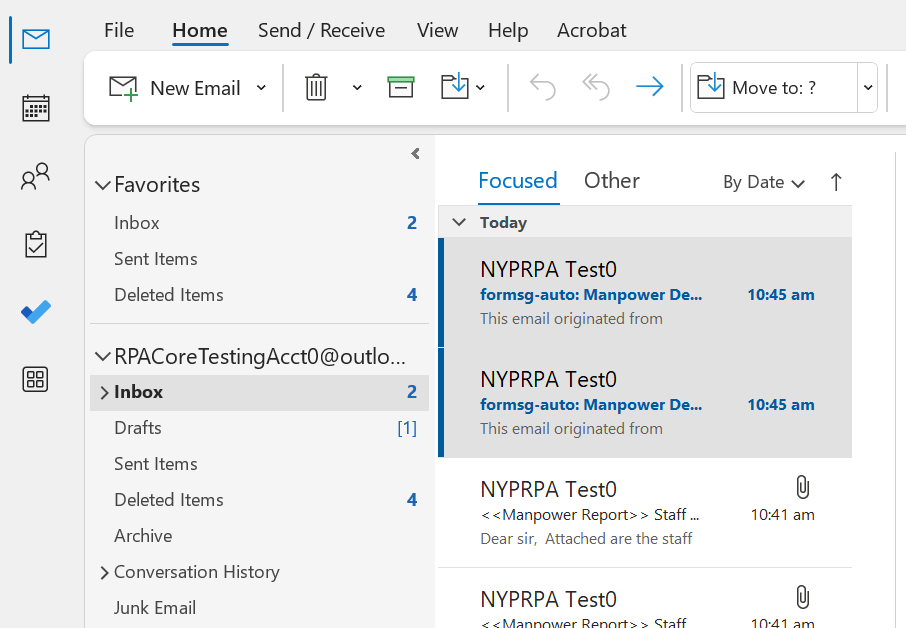 File Home Send / Receive View Help Acrobat
New Email Move to: ?
Favorites
Inbox 2
Sent Items
Deleted Items 4
RPACoreTestingAcct0@outlo...
Inbox 2
Drafts [1]
Sent Items
Deleted Items 4
Archive
Conversation History
Junk Email
Focused Other By Date
Today
NYPRPA Test0
formsg-auto: Manpower De... 10:45 am
This email originated from
NYPRPA Test0
formsg-auto: Manpower De... 10:45 am
This email originated from
NYPRPA Test0
<<Manpower Report>> Staff ... 10:41 am
Dear sir, Attached are the staff
NYPRPA Test0
<<Manpower Report>> Staff 10:41 am